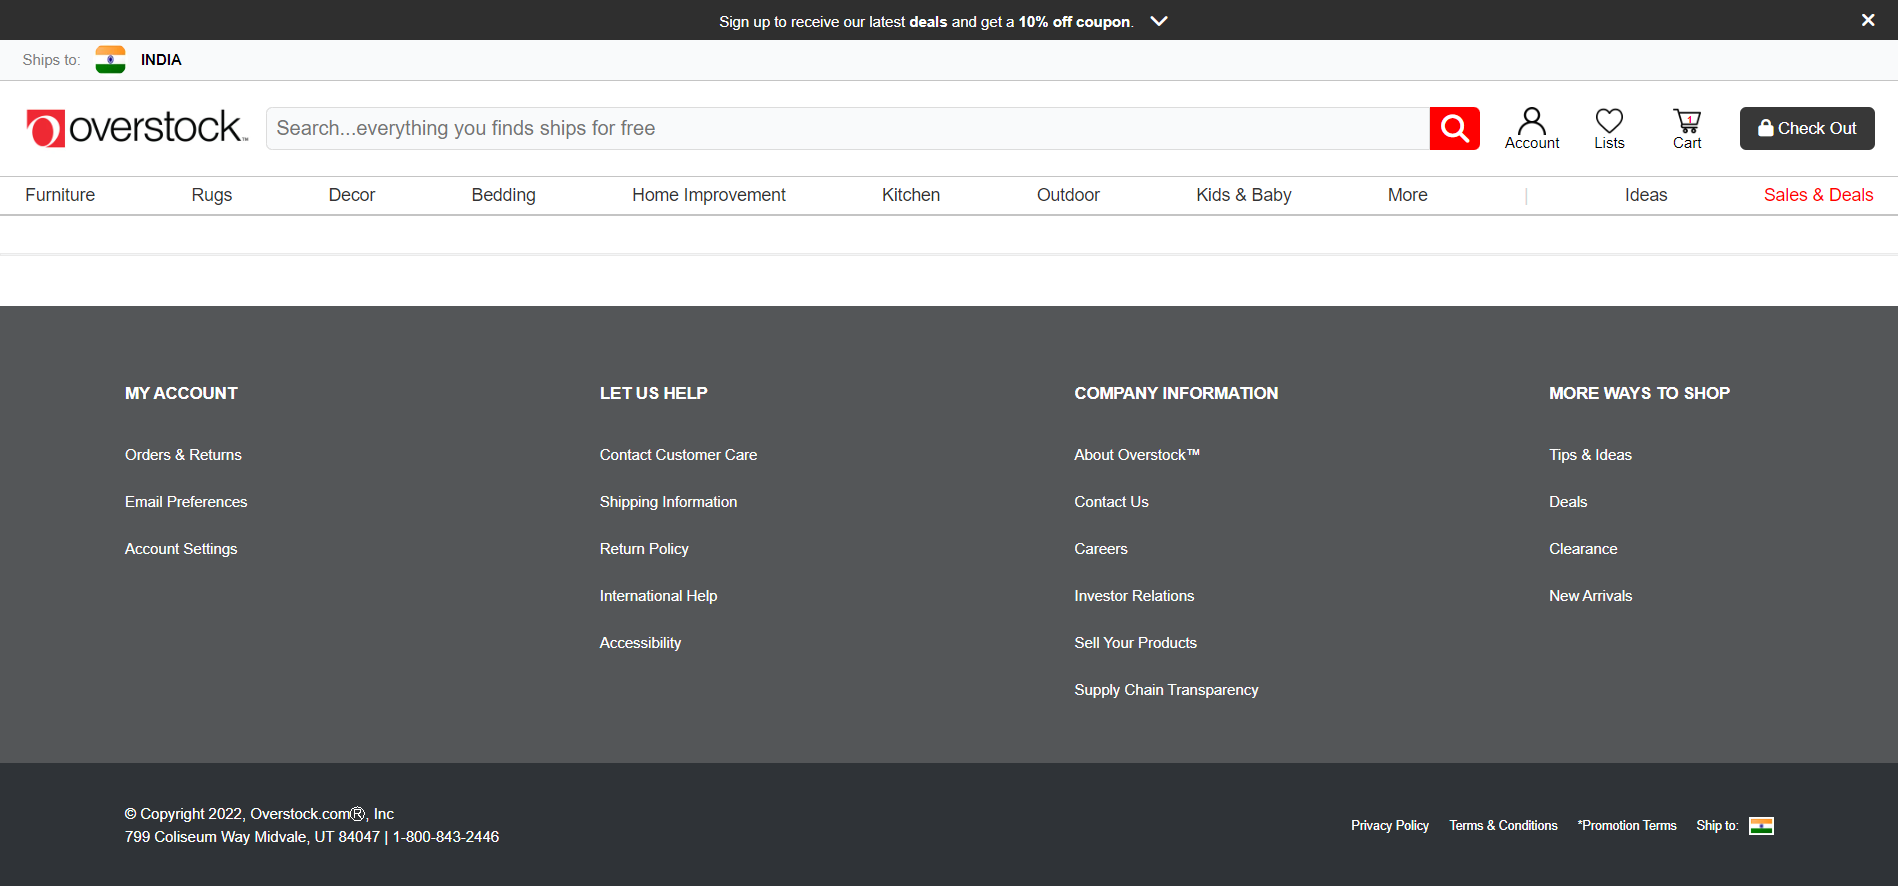 Sign up to receive our latest deals and get a 10% off coupon.
Ships to: INDIA
overstock™
Search...everything you finds ships for free
1
Account
Lists
Cart
Check Out
Furniture Rugs Decor Bedding Home Improvement Kitchen Outdoor Kids & Baby More | Ideas Sales & Deals
MY ACCOUNT
Orders & Returns
Email Preferences
Account Settings
LET US HELP
Contact Customer Care
Shipping Information
Return Policy
International Help
Accessibility
COMPANY INFORMATION
About Overstock™
Contact Us
Careers
Investor Relations
Sell Your Products
Supply Chain Transparency
MORE WAYS TO SHOP
Tips & Ideas
Deals
Clearance
New Arrivals
© Copyright 2022, Overstock.com®, Inc
799 Coliseum Way Midvale, UT 84047 | 1-800-843-2446
Privacy Policy Terms & Conditions *Promotion Terms Ship to: